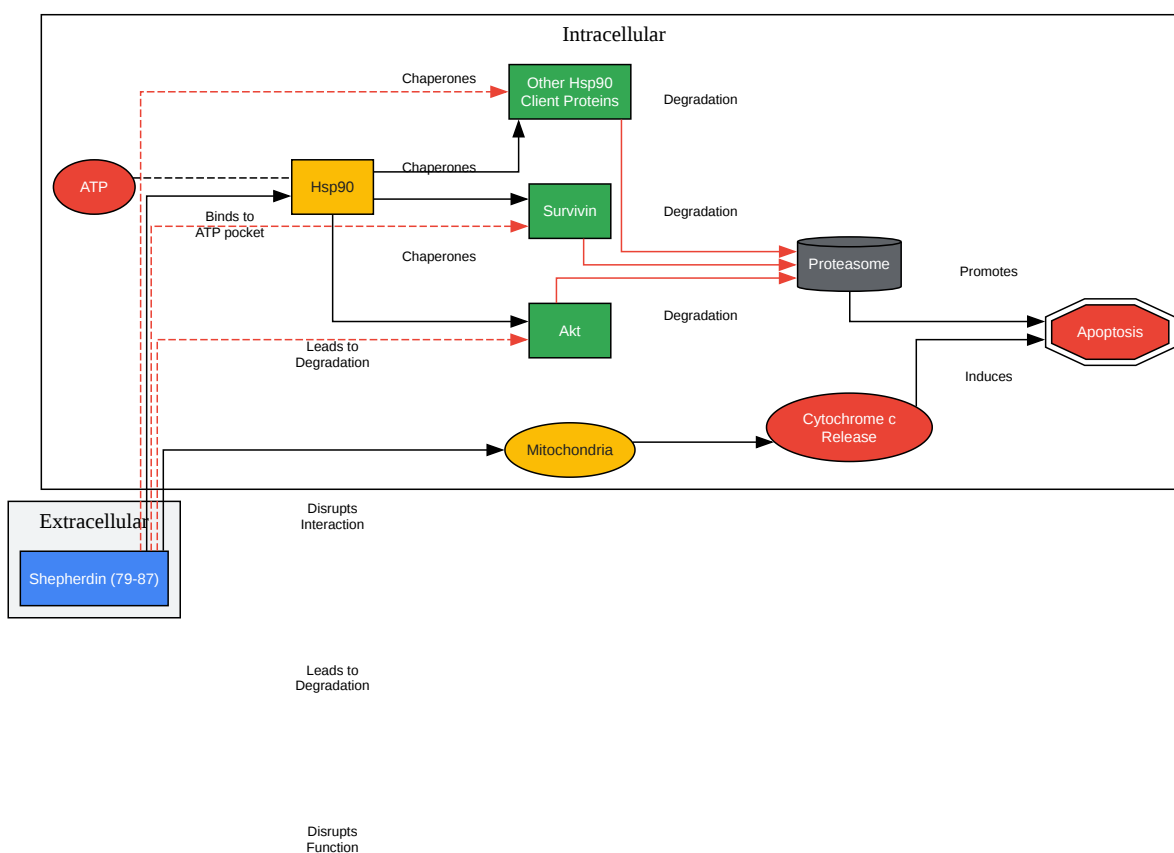 Intracellular
Chaperones
Other Hsp90
Client Proteins
Degradation
ATP
Hsp90
Chaperones
Binds to
ATP pocket
Survivin
Degradation
Chaperones
Proteasome
Promotes
Degradation
Akt
Apoptosis
Leads to
Degradation
Induces
Cytochrome c
Release
Mitochondria
Extracellular
Disrupts
Interaction
Shepherdin (79-87)
Leads to
Degradation
Disrupts
Function